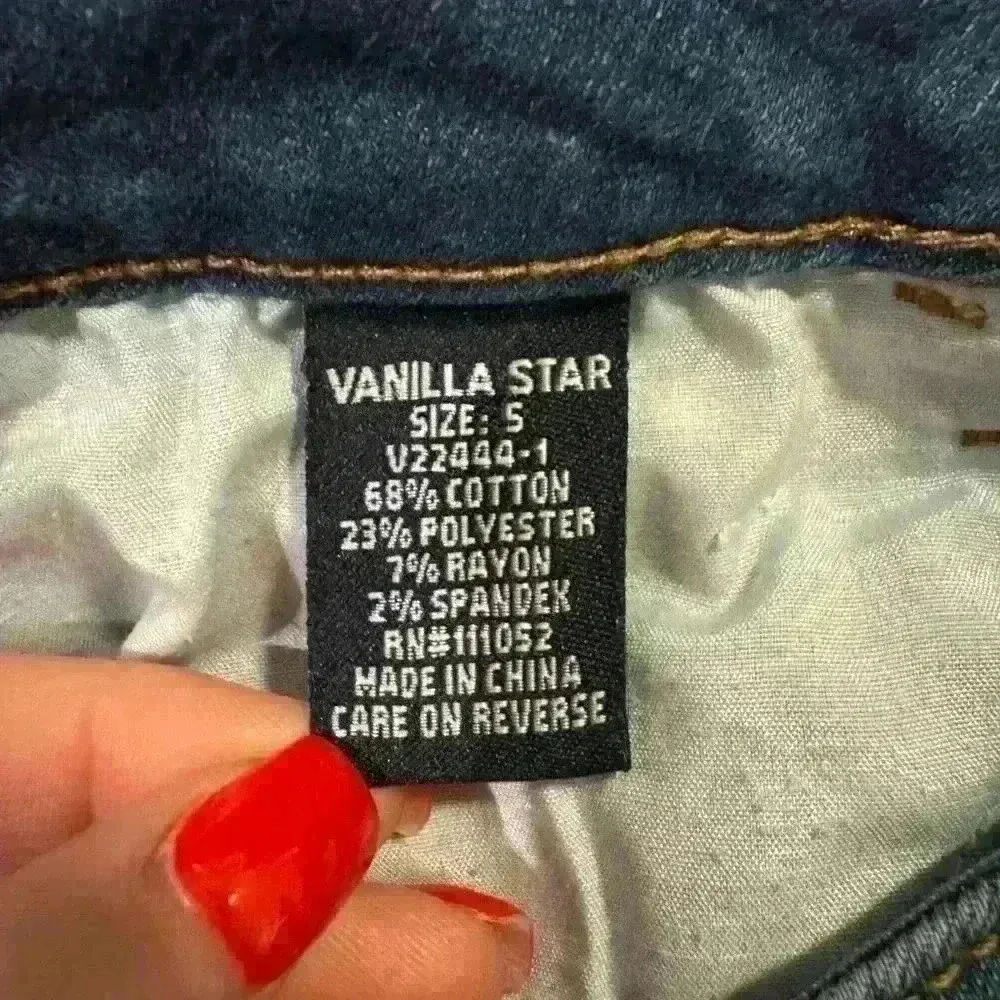 VANILLA STAR
SIZE: 5
V22444-1
68% COTTON
23% POLYESTER
7% RAYON
2% SPANDEX
RN#111052
MADE IN CHINA
CARE ON REVERSE